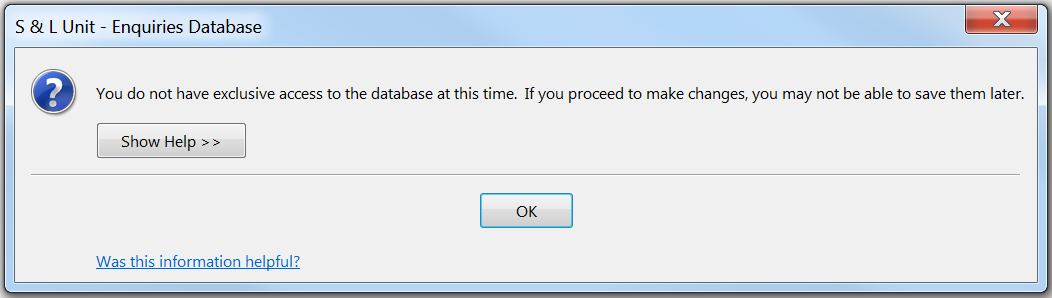 S & L Unit - Enquiries Database
You do not have exclusive access to the database at this time.  If you proceed to make changes, you may not be able to save them later.
Show Help >>
OK
Was this information helpful?